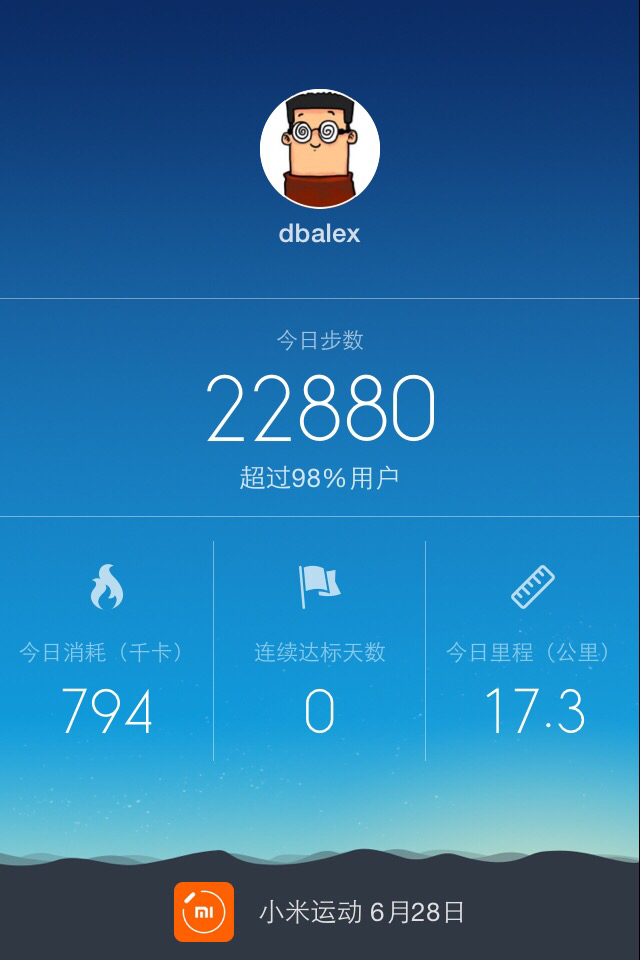 dbalex
今日步数
22880
超过98%用户
今日消耗（千卡）
794
连续达标天数
0
今日里程（公里）
17.3
mi
小米运动 6月28日